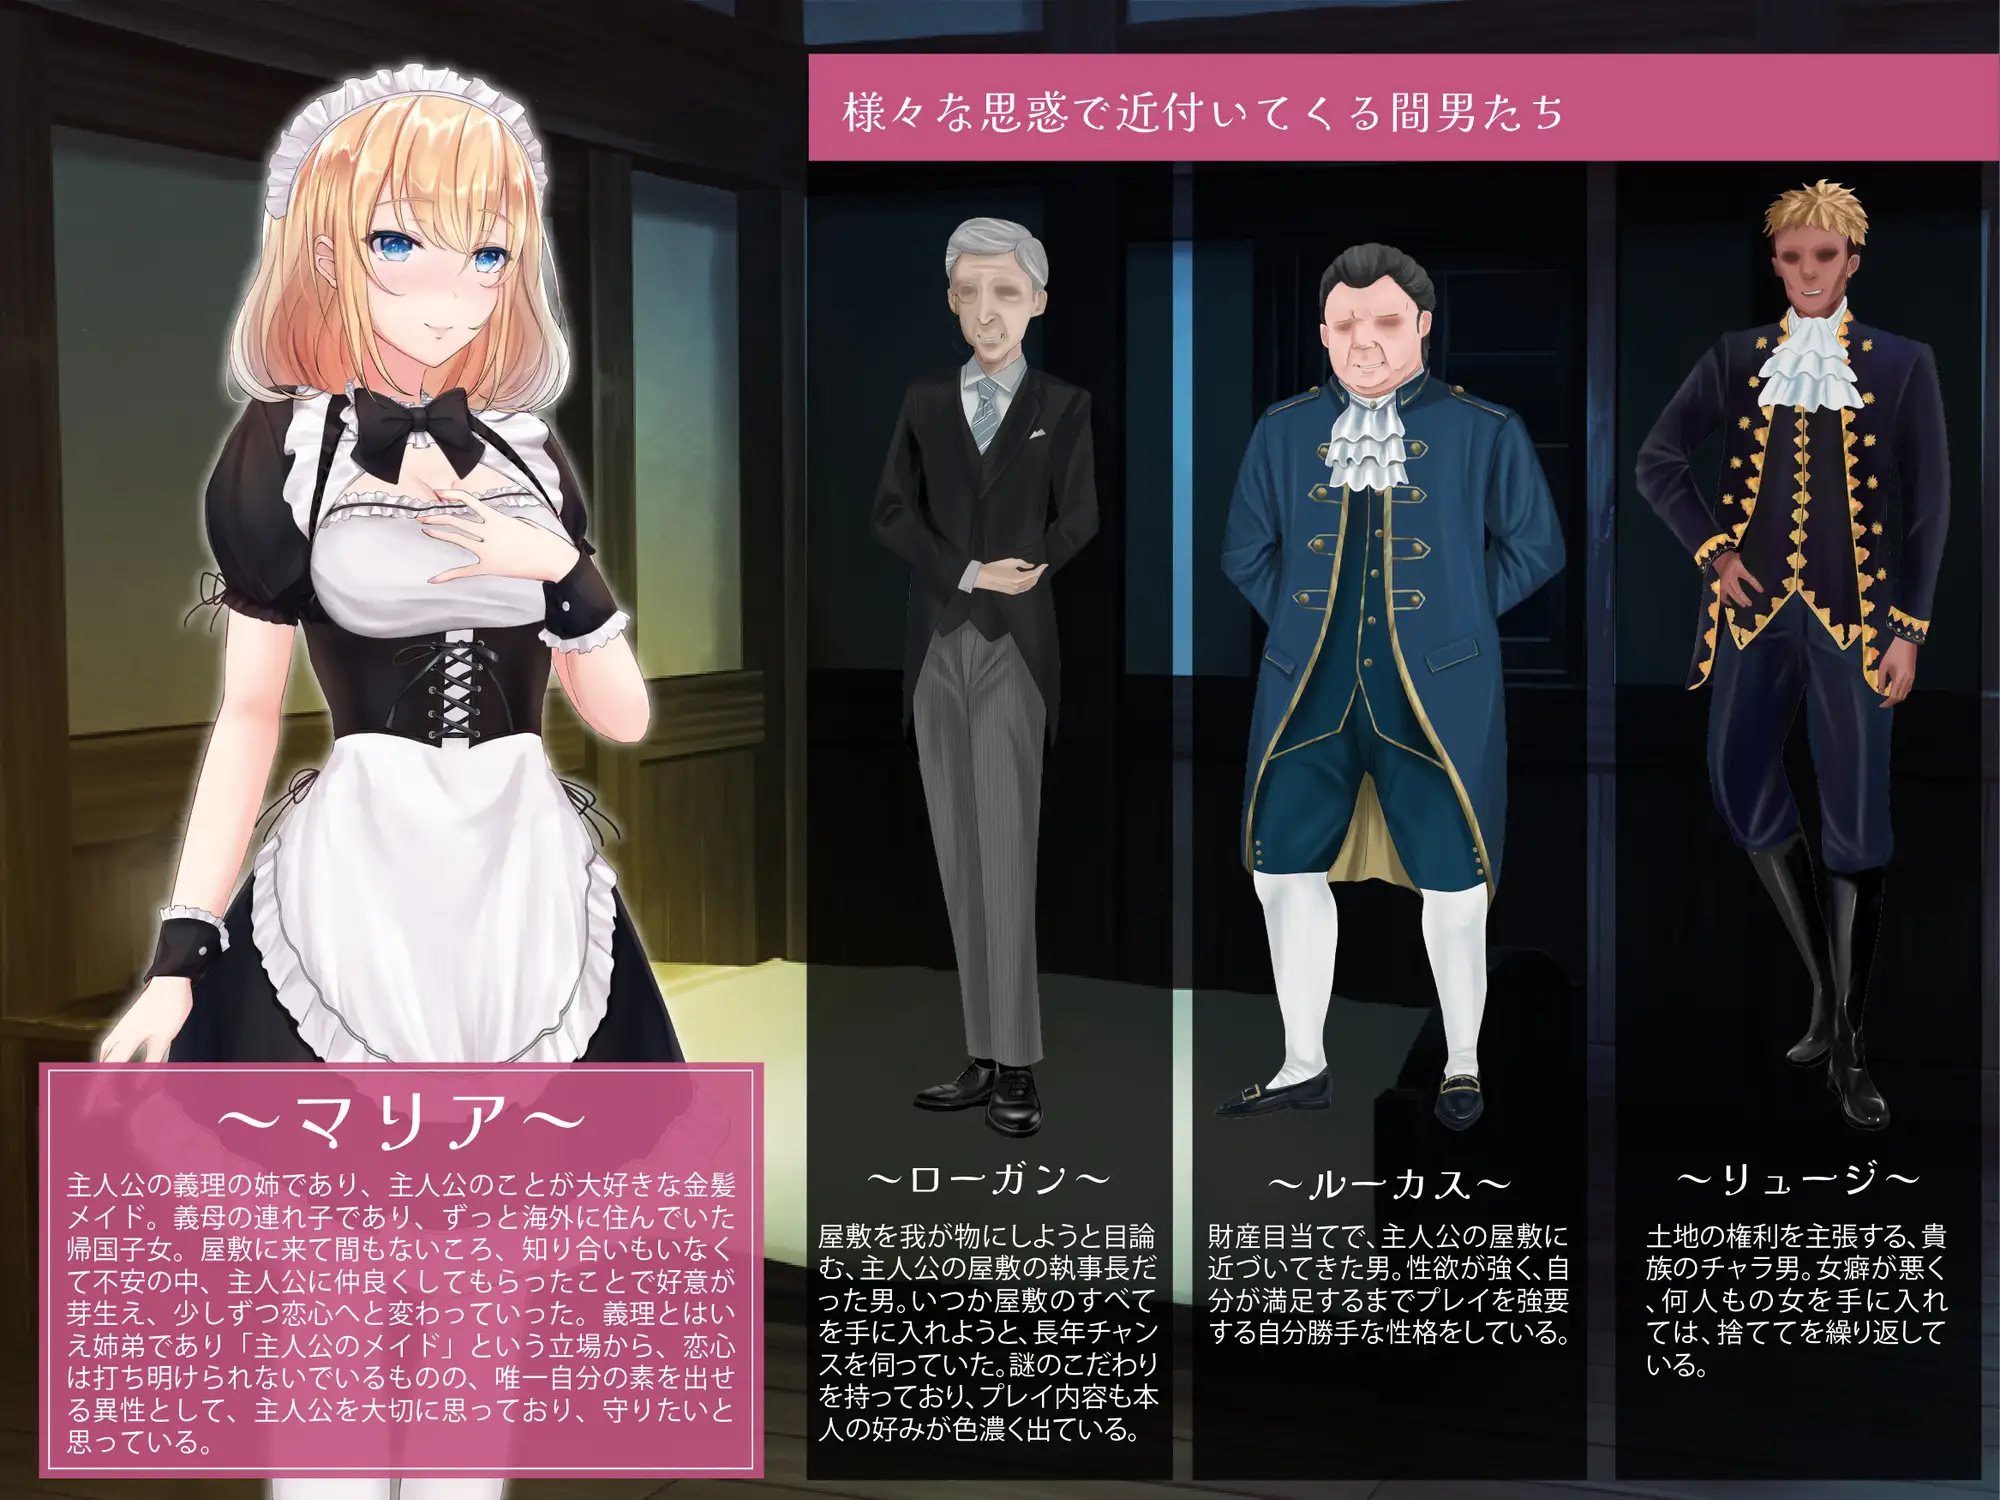 様々な思惑で近付いてくる間男たち
～マリア～
主人公の義理の姉であり、主人公のことが大好きな金髪
メイド。義母の連れ子であり、ずっと海外に住んでいた
帰国子女。屋敷に来て間もないころ、知り合いもいなく
て不安の中、主人公に仲良くしてもらったことで好意が
芽生え、少しずつ恋心へと変わっていった。義理とはい
え姉弟であり「主人公のメイド」という立場から、恋心
は打ち明けられないでいるものの、唯一自分の素を出せ
る異性として、主人公を大切に思っており、守りたいと
思っている。
～ローガン～
屋敷を我が物にしようと目論
む、主人公の屋敷の執事長だ
った男。いつか屋敷のすべて
を手に入れようと、長年チャン
スを伺っていた。謎のこだわり
を持っており、プレイ内容も本
人の好みが色濃く出ている。
～ルーカス～
財産目当てで、主人公の屋敷に
近づいてきた男。性欲が強く、自
分が満足するまでプレイを強要
する自分勝手な性格をしている。
～リュージ～
土地の権利を主張する、貴
族のチャラ男。女癖が悪く
、何人もの女を手に入れ
ては、捨ててを繰り返して
いる。